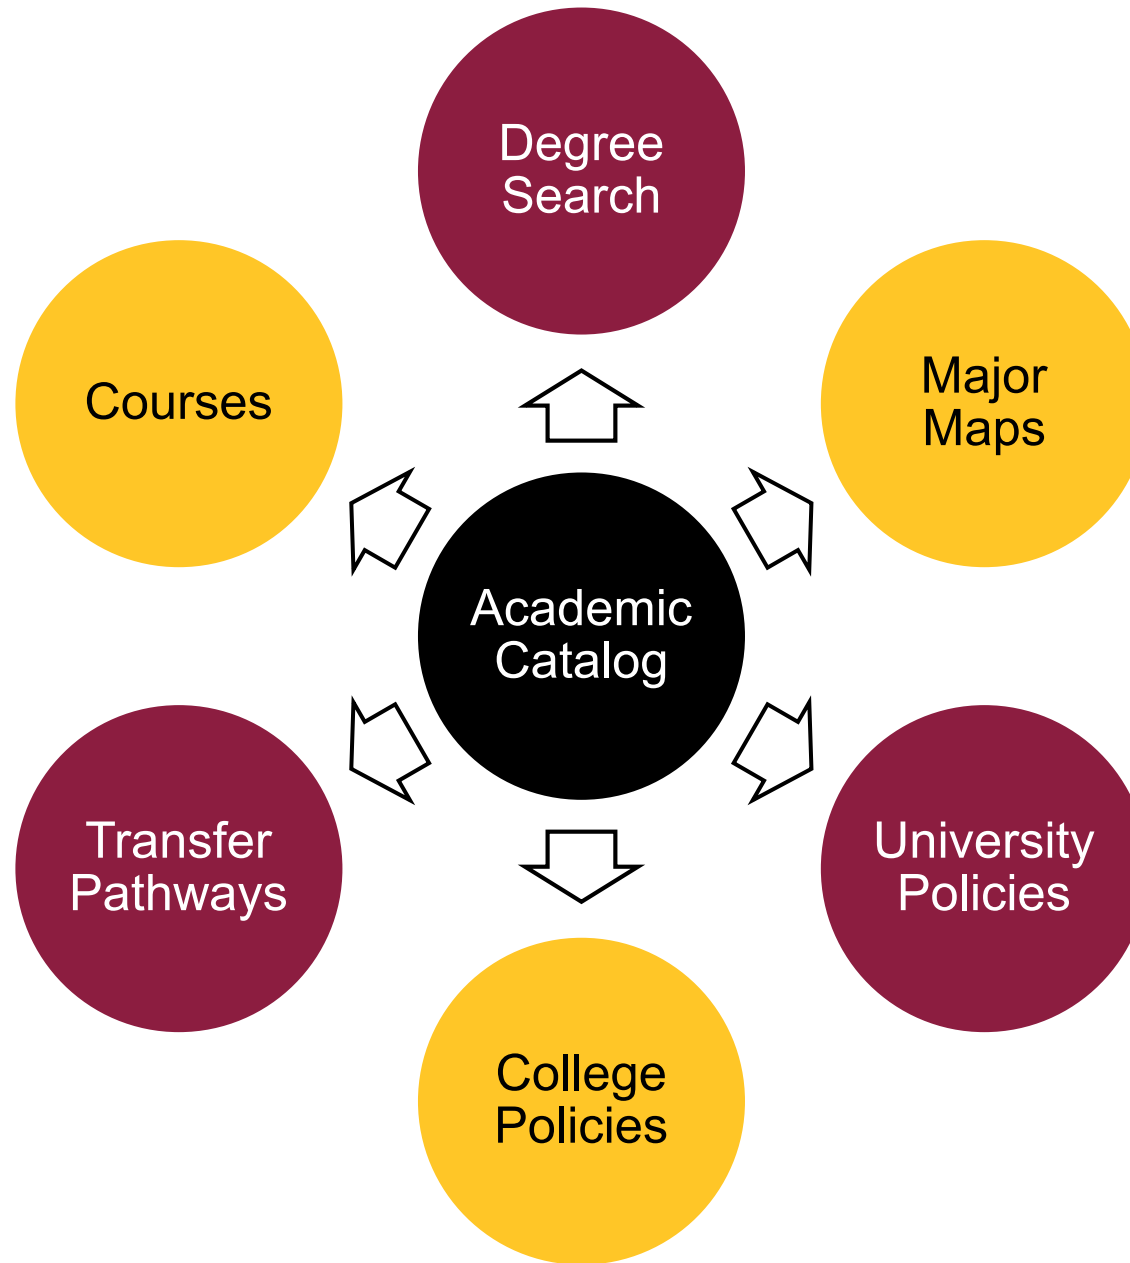 Degree
Search
Courses
Major
Maps
Academic
Catalog
Transfer
Pathways
University
Policies
College
Policies